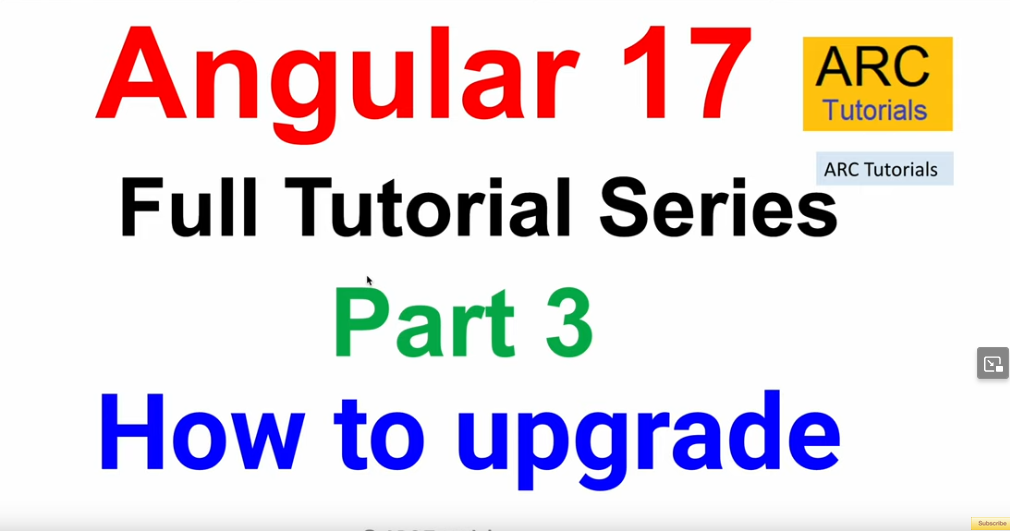 Angular 17
ARC
Tutorials
ARC Tutorials
Full Tutorial Series
Part 3
How to upgrade
Subscribe